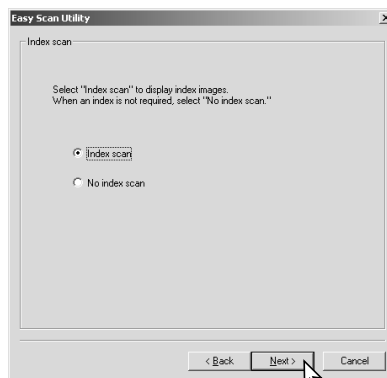 Easy Scan Utility
Index scan
Select "Index scan" to display index images.
When an index is not required, select "No index scan."
Index scan
No index scan
< Back
Next >
Cancel